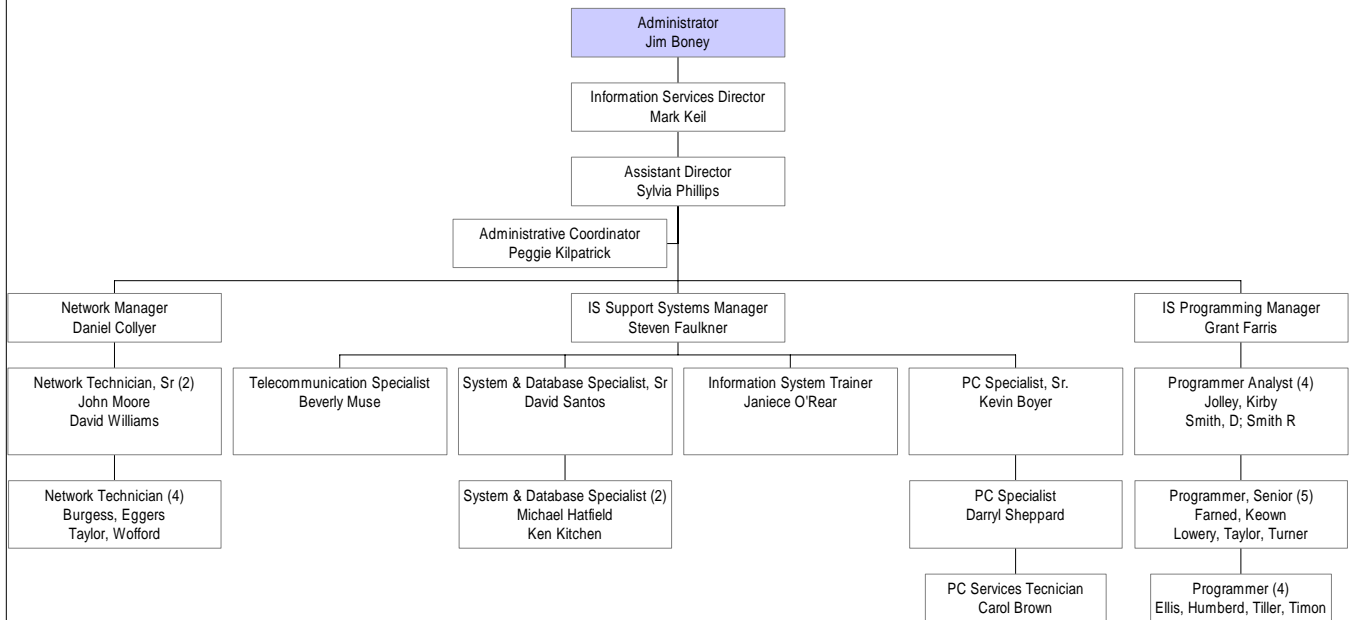 Administrator
Jim Boney
Information Services Director
Mark Keil
Assistant Director
Sylvia Phillips
Administrative Coordinator
Peggie Kilpatrick
Network Manager
Daniel Collyer
IS Support Systems Manager
Steven Faulkner
IS Programming Manager
Grant Farris
Network Technician, Sr (2)
John Moore
David Williams
Telecommunication Specialist
Beverly Muse
System & Database Specialist, Sr
David Santos
Information System Trainer
Janiece O'Rear
PC Specialist, Sr.
Kevin Boyer
Programmer Analyst (4)
Jolley, Kirby
Smith, D; Smith R
Network Technician (4)
Burgess, Eggers
Taylor, Wofford
System & Database Specialist (2)
Michael Hatfield
Ken Kitchen
PC Specialist
Darryl Sheppard
Programmer, Senior (5)
Farned, Keown
Lowery, Taylor, Turner
PC Services Tecnician
Carol Brown
Programmer (4)
Ellis, Humberd, Tiller, Timon